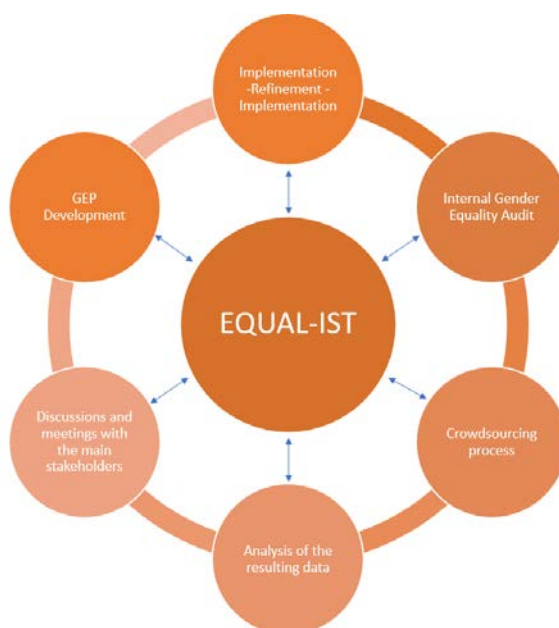 Implementation
-Refinement -
Implementation
GEP
Development
Internal Gender
Equality Audit
EQUAL-IST
Discussions and
meetings with
the main
stakeholders
Crowdsourcing
process
Analysis of the
resulting data